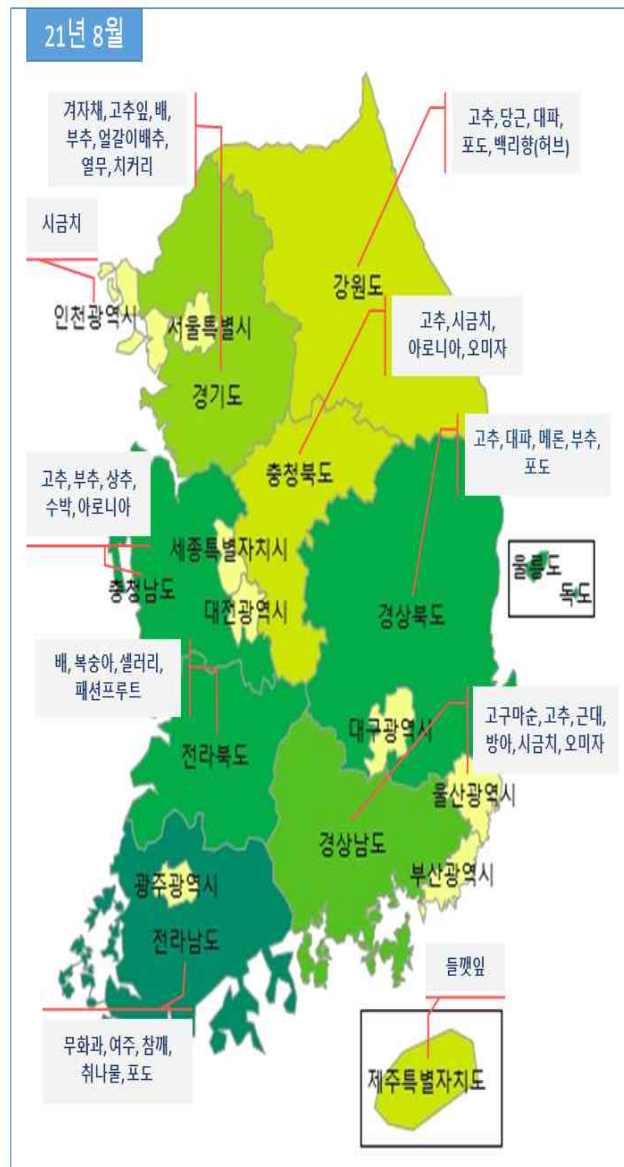 21년 8월
겨자채, 고추잎, 배,
부추, 얼갈이배추,
열무, 치커리
고추, 당근, 대파,
포도, 백리향(허브)
시금치
강원도
인천광역시
서울특별시
고추, 시금치,
아로니아, 오미자
경기도
고추, 대파, 메론, 부추,
포도
충청북도
고추, 부추, 상추,
수박, 아로니아
세종특별자치시
울릉도
독도
충청남도
대전광역시
경상북도
배, 복숭아, 셀러리,
패션프루트
고구마순, 고추, 근대,
방아, 시금치, 오미자
대구광역시
전라북도
울산광역시
경상남도
부산광역시
광주광역시
전라남도
들깻잎
무화과, 여주, 참깨,
취나물, 포도
제주특별자치도